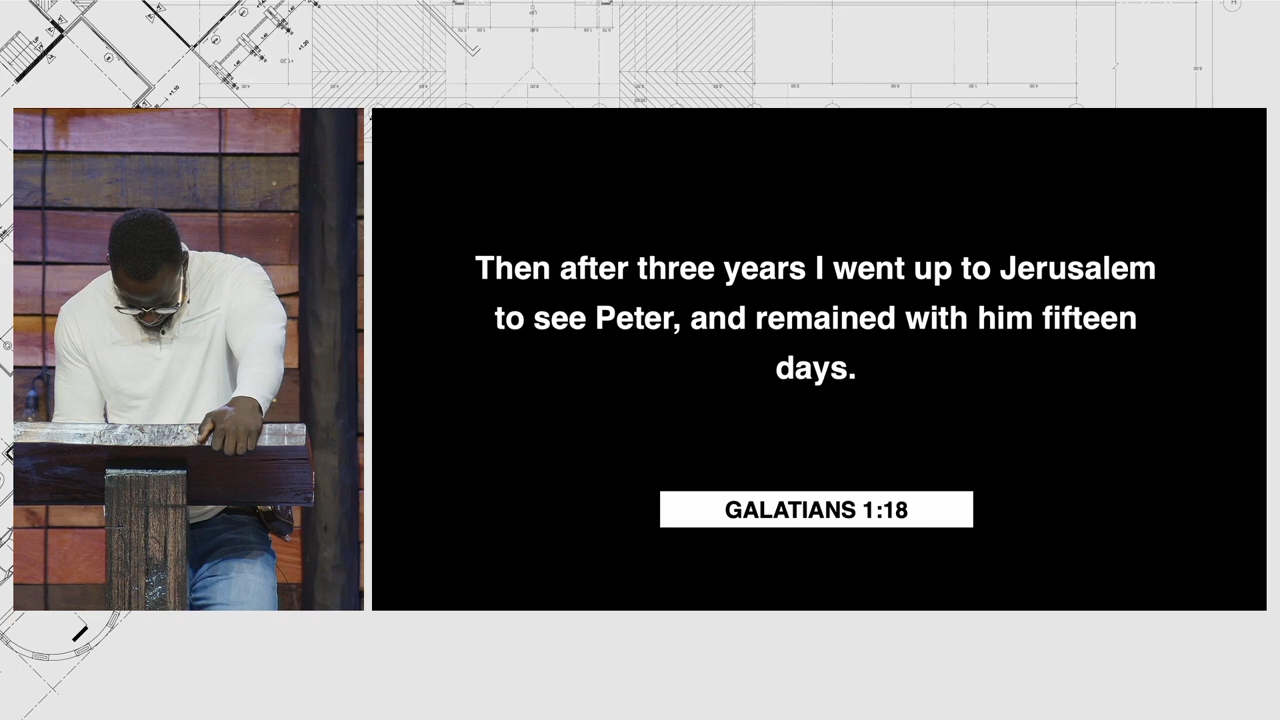 Then after three years I went up to Jerusalem
to see Peter, and remained with him fifteen
days.
GALATIANS 1:18